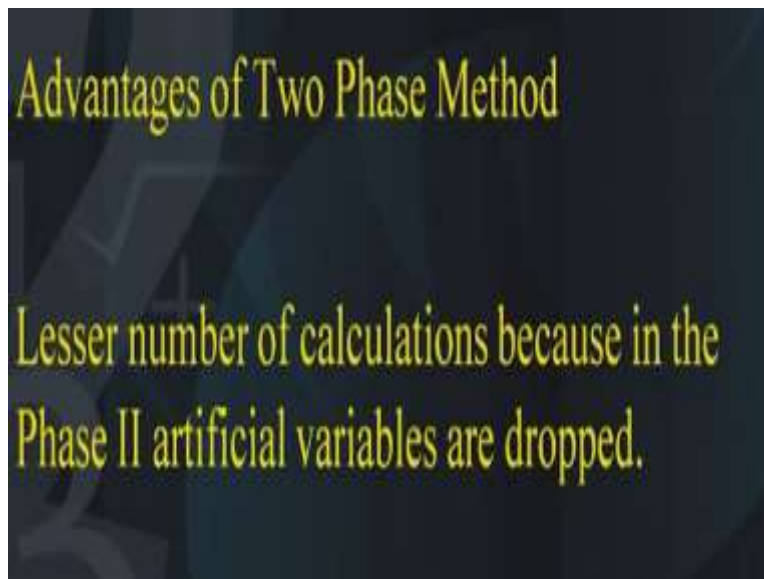 Advantages of Two Phase Method
Lesser number of calculations because in the
Phase II artificial variables are dropped.